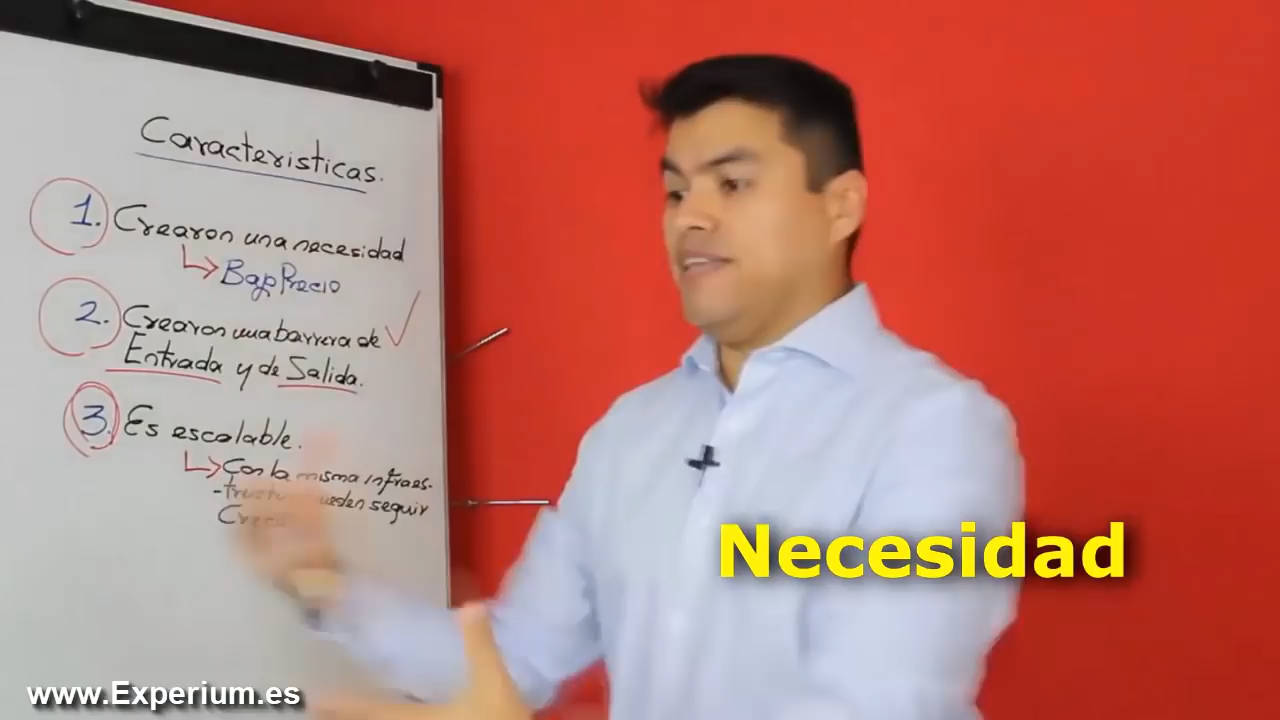 Caracteristicas.
1. Crearon una necesidad
Bajo Precio
2. Crearon una barrera de
Entrada y de Salida.
3. Es escalable.
Con la misma infraes-
seguir
Necesidad
www.Experium.es